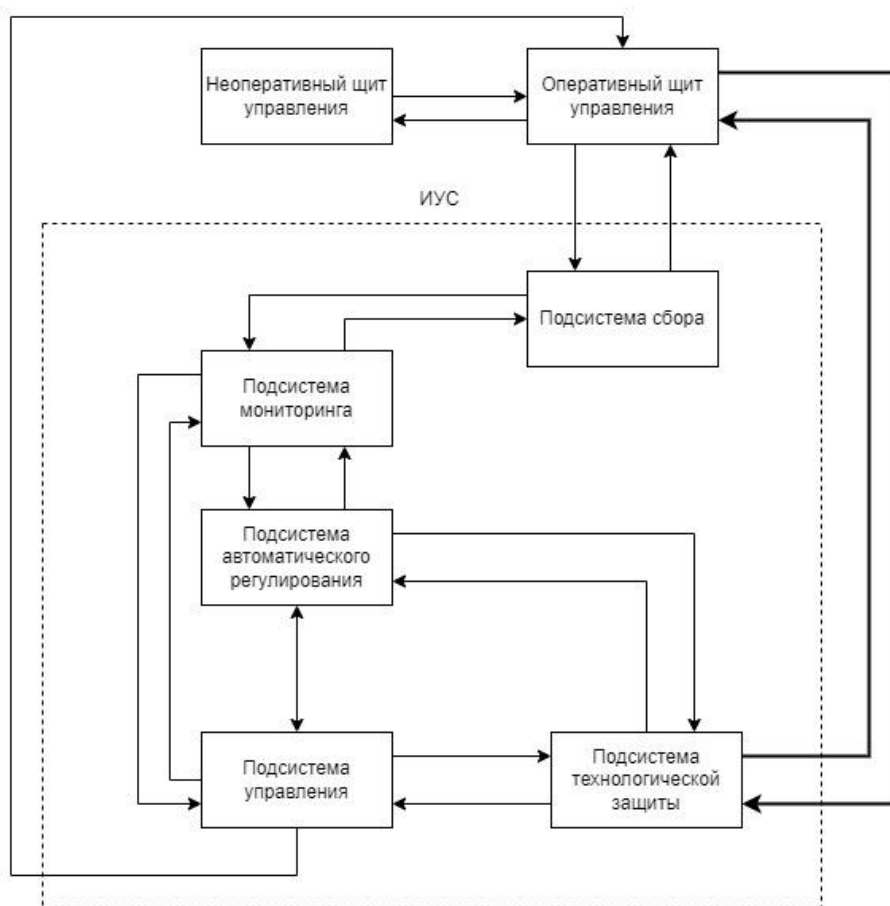 Неоперативный щит
управления
Оперативный щит
управления
ИУС
Подсистема сбора
Подсистема
мониторинга
Подсистема
автоматического
регулирования
Подсистема
управления
Подсистема
технологической
защиты